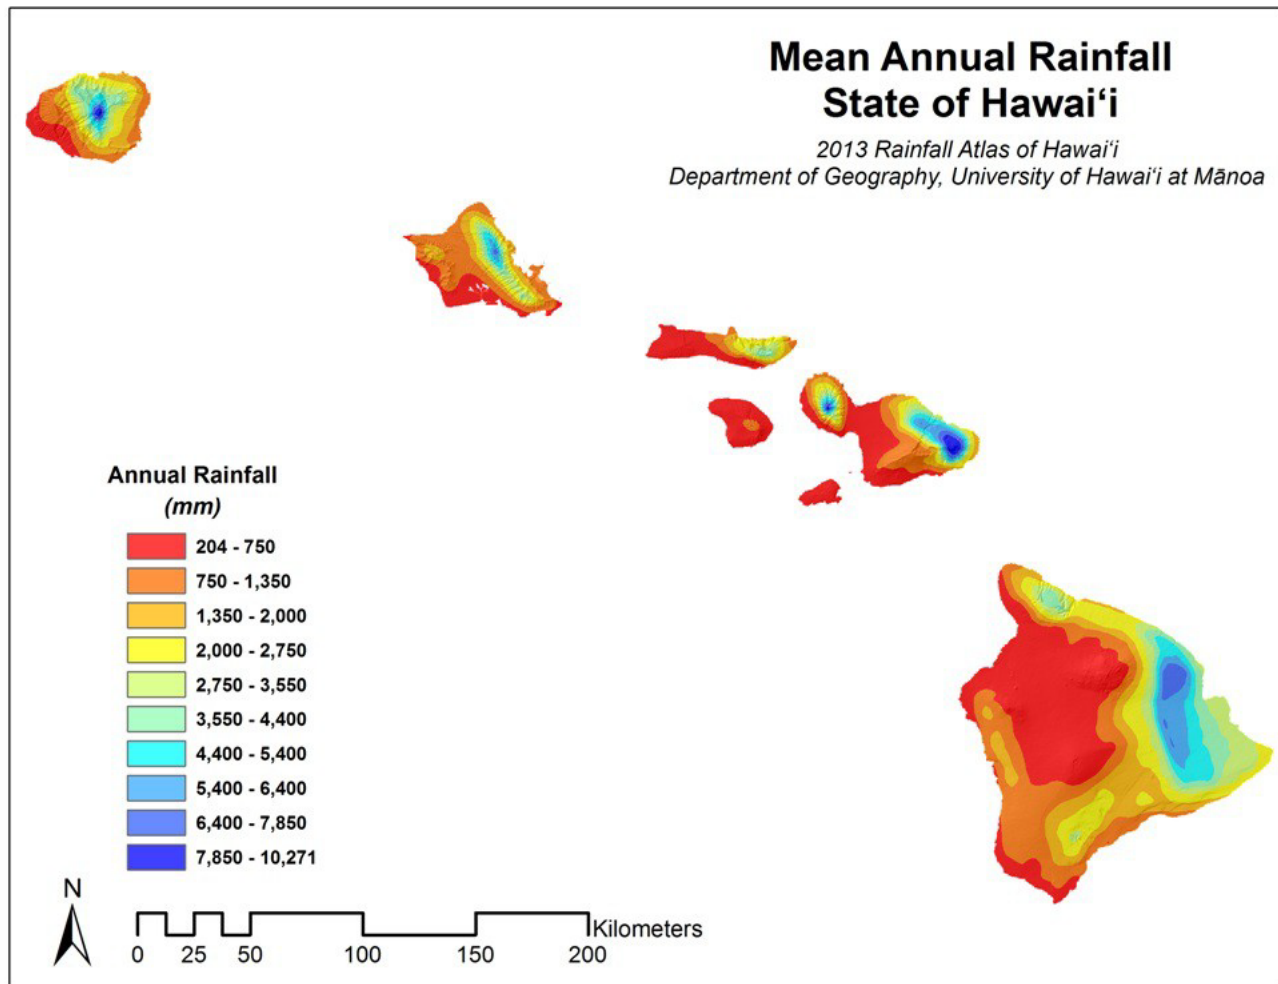 Mean Annual Rainfall
State of Hawai‘i
2013 Rainfall Atlas of Hawai‘i
Department of Geography, University of Hawai‘i at Mānoa
Annual Rainfall
(mm)
204 - 750
750 - 1,350
1,350 - 2,000
2,000 - 2,750
2,750 - 3,550
3,550 - 4,400
4,400 - 5,400
5,400 - 6,400
6,400 - 7,850
7,850 - 10,271
N
Kilometers
0 25 50 100 150 200